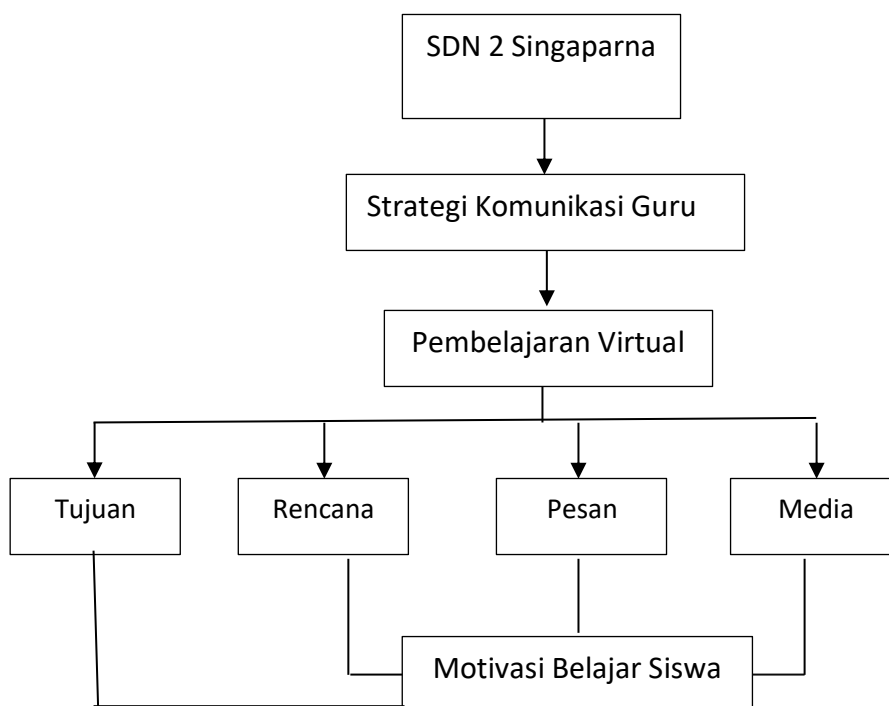 SDN 2 Singaparna
Strategi Komunikasi Guru
Pembelajaran Virtual
Tujuan
Rencana
Pesan
Media
Motivasi Belajar Siswa